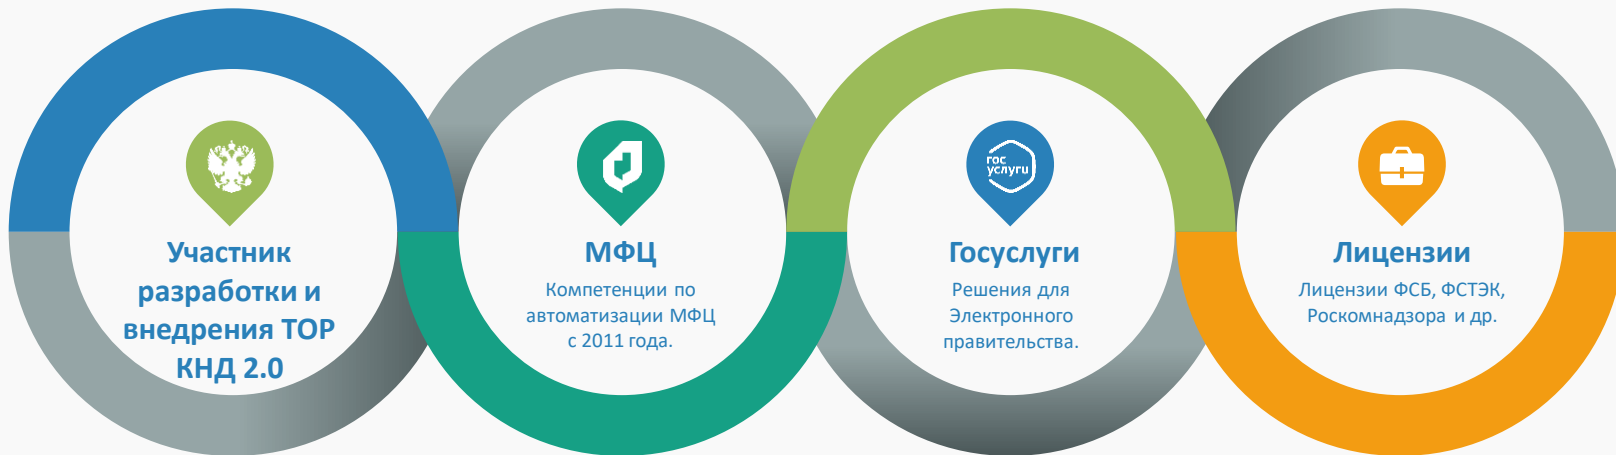 Участник
разработки и
внедрения ТОР
КНД 2.0
МФЦ
Компетенции по
автоматизации МФЦ
с 2011 года.
гос
услуги
Госуслуги
Решения для
Электронного
правительства.
Лицензии
Лицензии ФСБ, ФСТЭК,
Роскомнадзора и др.